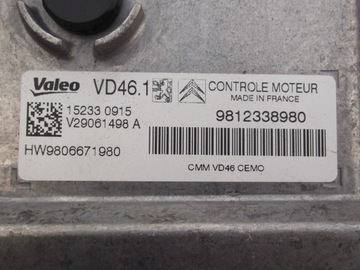 Valeo VD46.1 CONTROLE MOTEUR
MADE IN FRANCE
15233 0915
V29061498 A
9812338980
HW9806671980
CMM VD46 CEMO